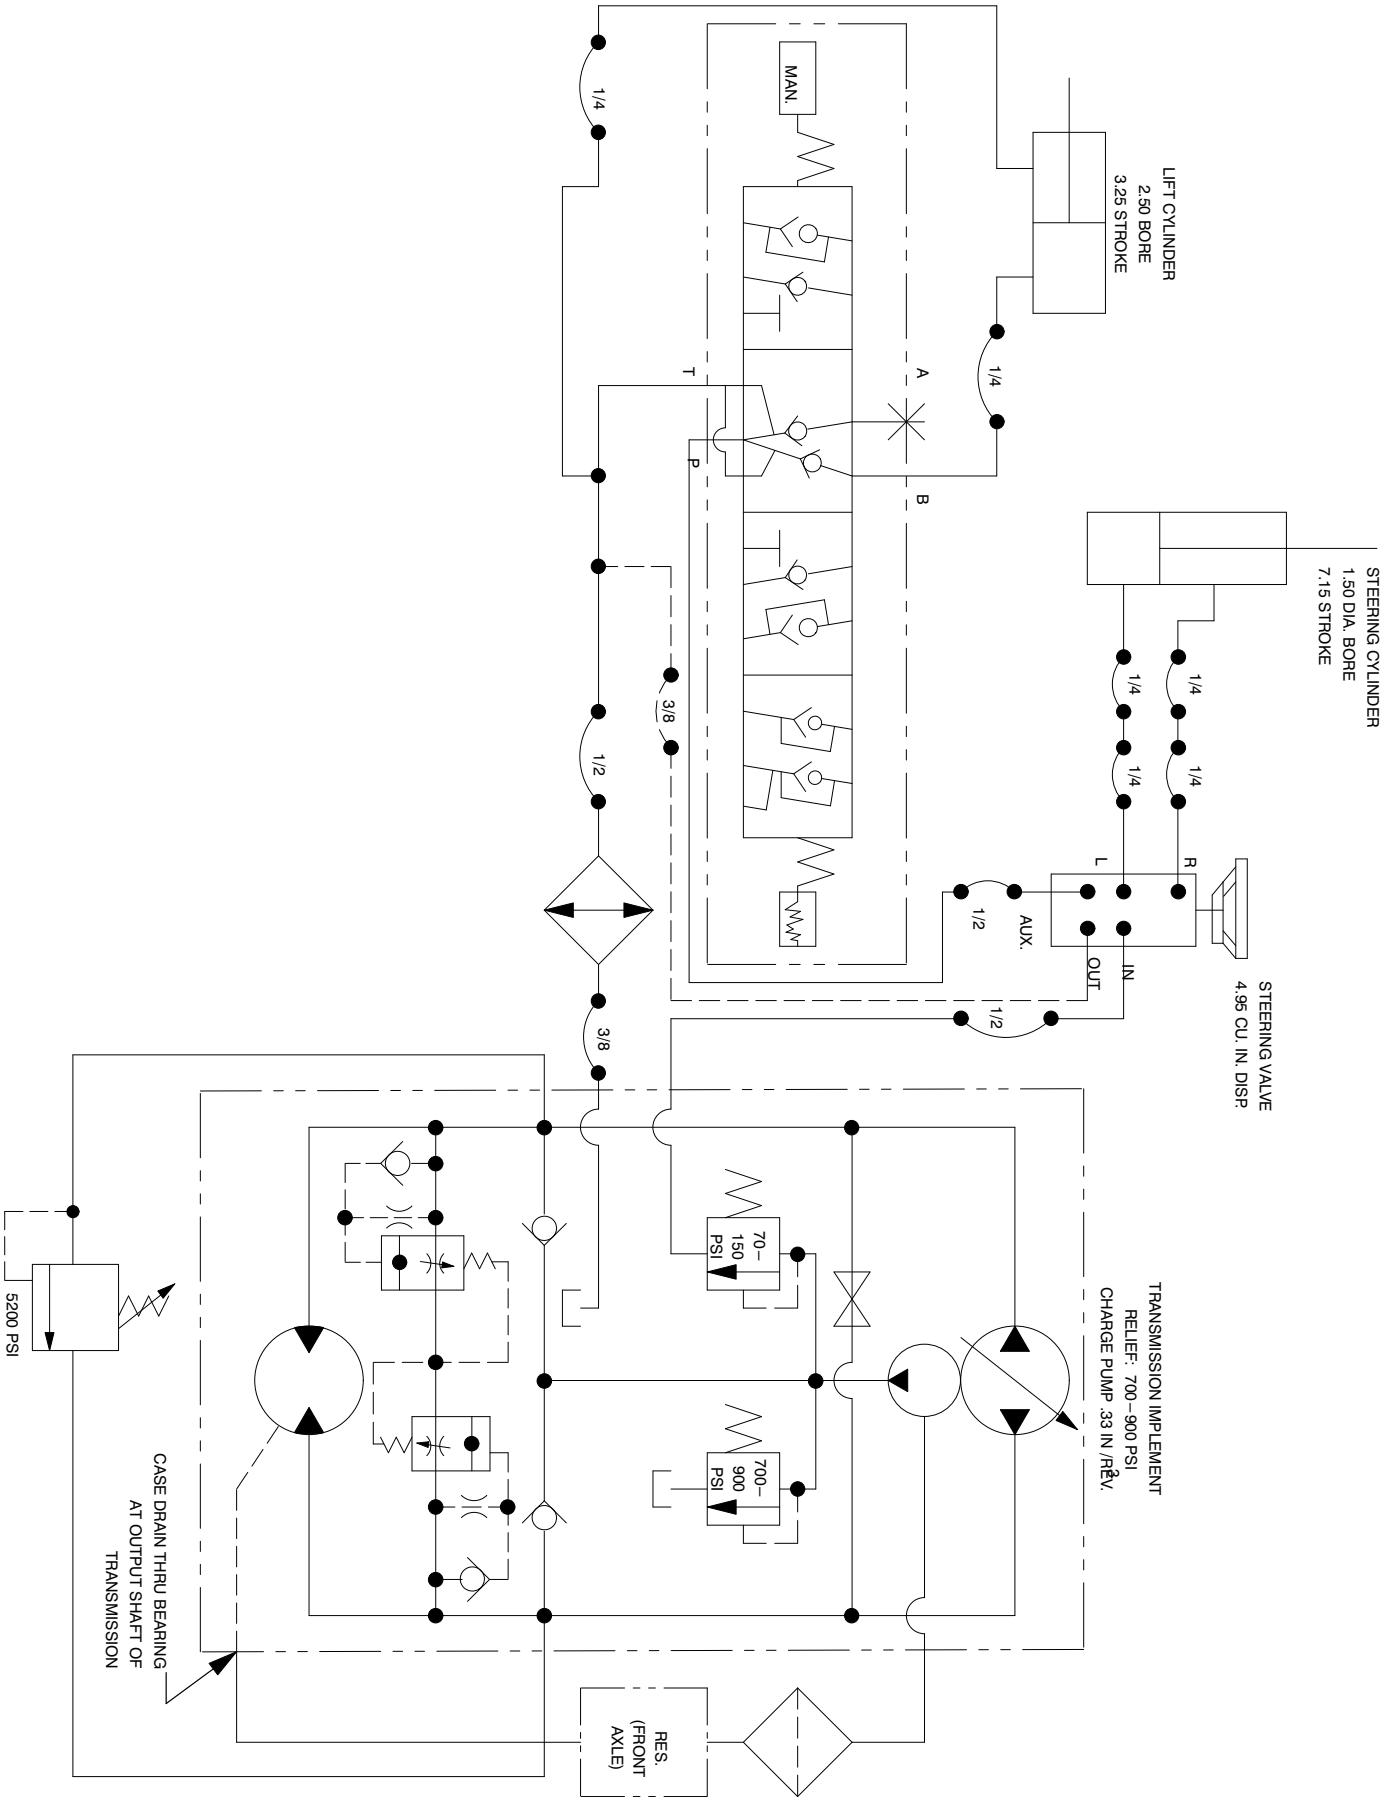 LIFT CYLINDER
2.50 BORE
3.25 STROKE
STEERING CYLINDER
1.50 DIA. BORE
7.15 STROKE
STEERING VALVE
4.95 CU. IN. DISP.
TRANSMISSION IMPLEMENT
RELIEF: 700–900 PSI
CHARGE PUMP .33 IN /REV.
3
R
L
IN
OUT
AUX.
1/4
1/4
1/4
1/4
1/4
1/2
1/2
A
B
MAN.
T
P
1/4
3/8
1/2
3/8
70–
150
PSI
700–
900
PSI
RES.
(FRONT
AXLE)
CASE DRAIN THRU BEARING
AT OUTPUT SHAFT OF
TRANSMISSION
5200 PSI
1/4